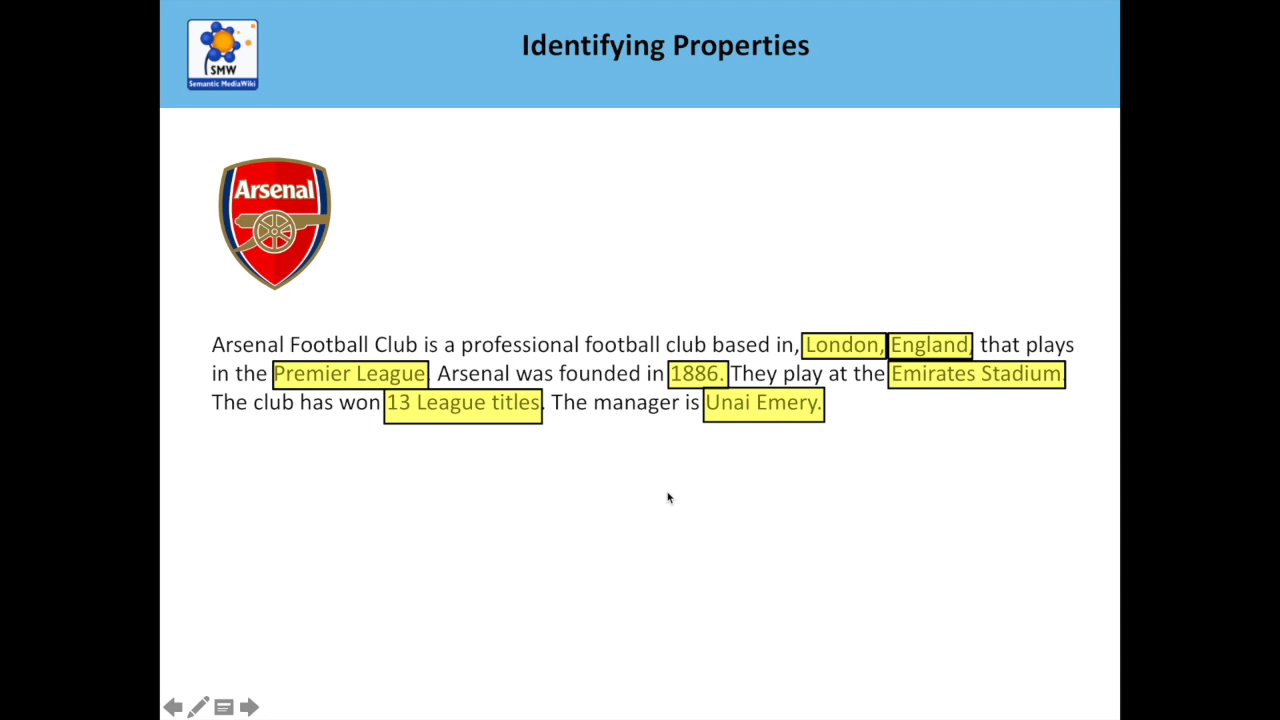 Identifying Properties
SMW
Semantic MediaWiki
Arsenal
Arsenal Football Club is a professional football club based in, London, England, that plays
in the Premier League. Arsenal was founded in 1886. They play at the Emirates Stadium.
The club has won 13 League titles. The manager is Unai Emery.